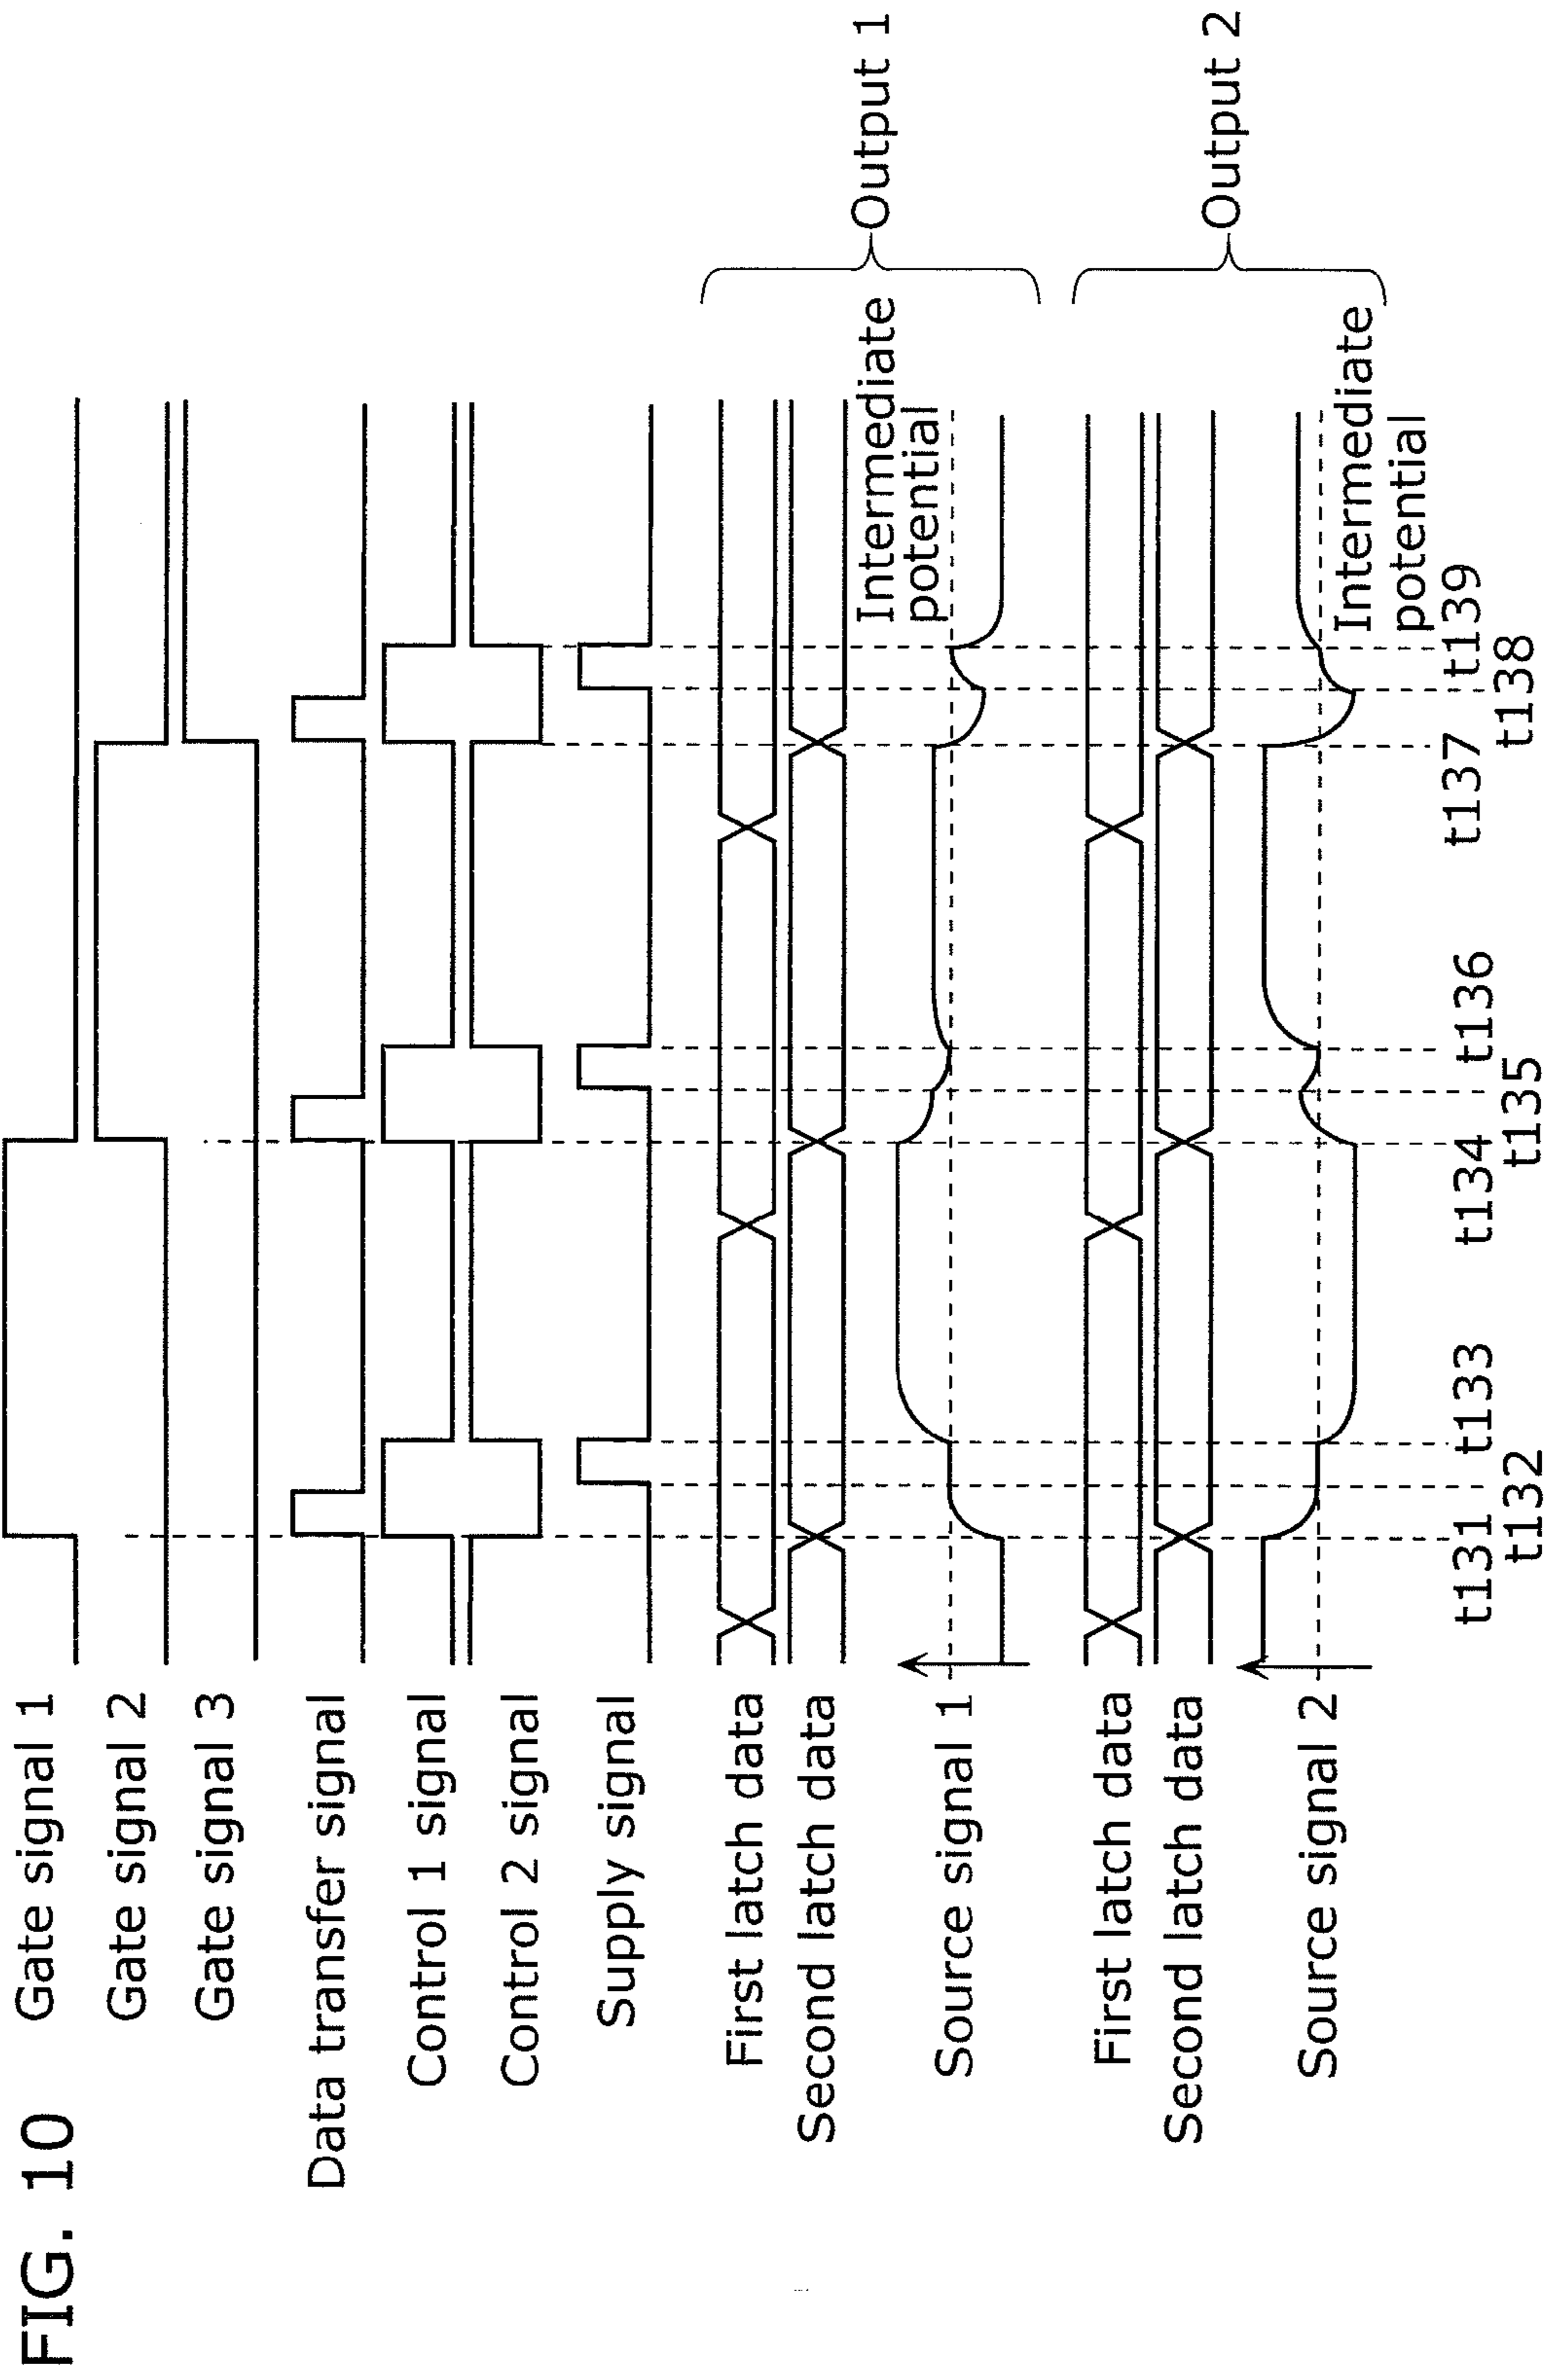 FIG. 10
Gate signal 1
Gate signal 2
Gate signal 3
Data transfer signal
Control 1 signal
Control 2 signal
Supply signal
First latch data
Second latch data
Source signal 1
Intermediate
potential
Output 1
First latch data
Second latch data
Source signal 2
Intermediate
potential
Output 2
t131
t132
t133
t134
t135
t136
t137
t138
t139